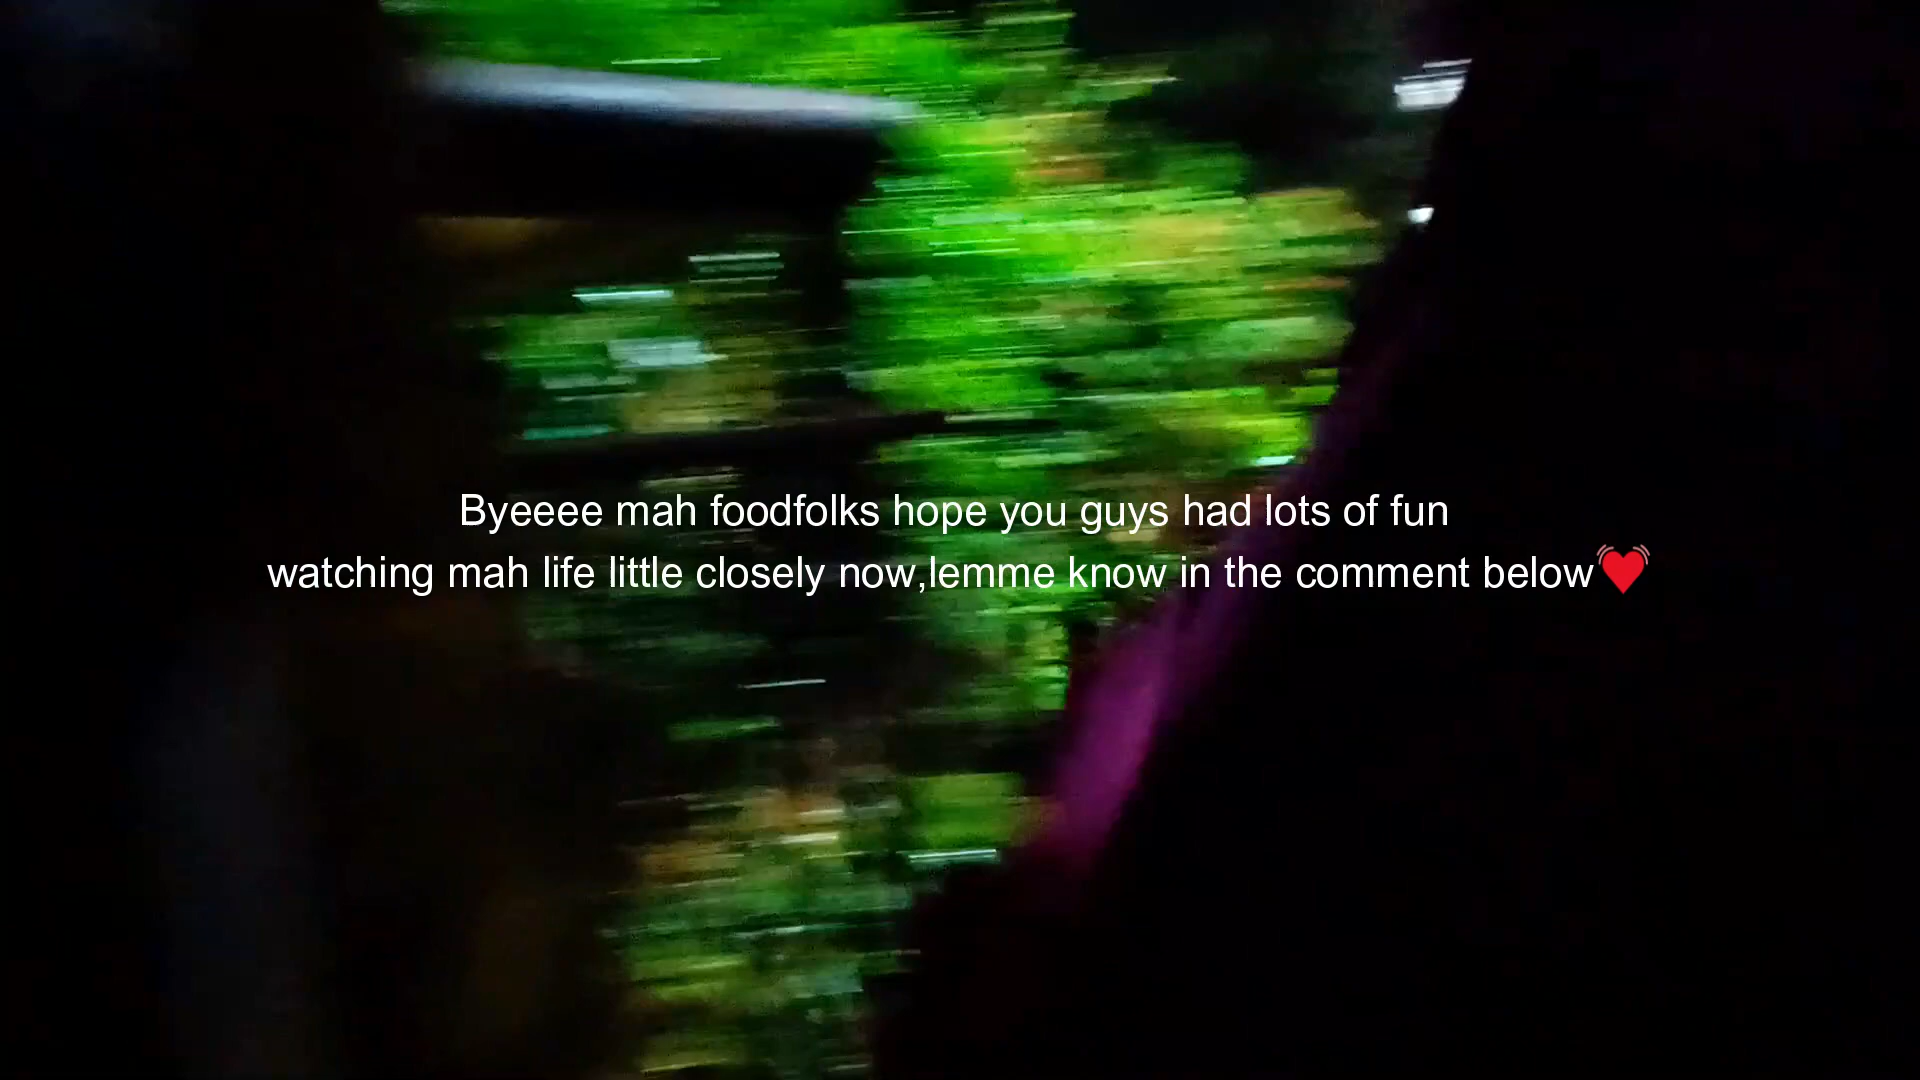 Byeeee mah foodfolks hope you guys had lots of fun
watching mah life little closely now,lemme know in the comment below💓